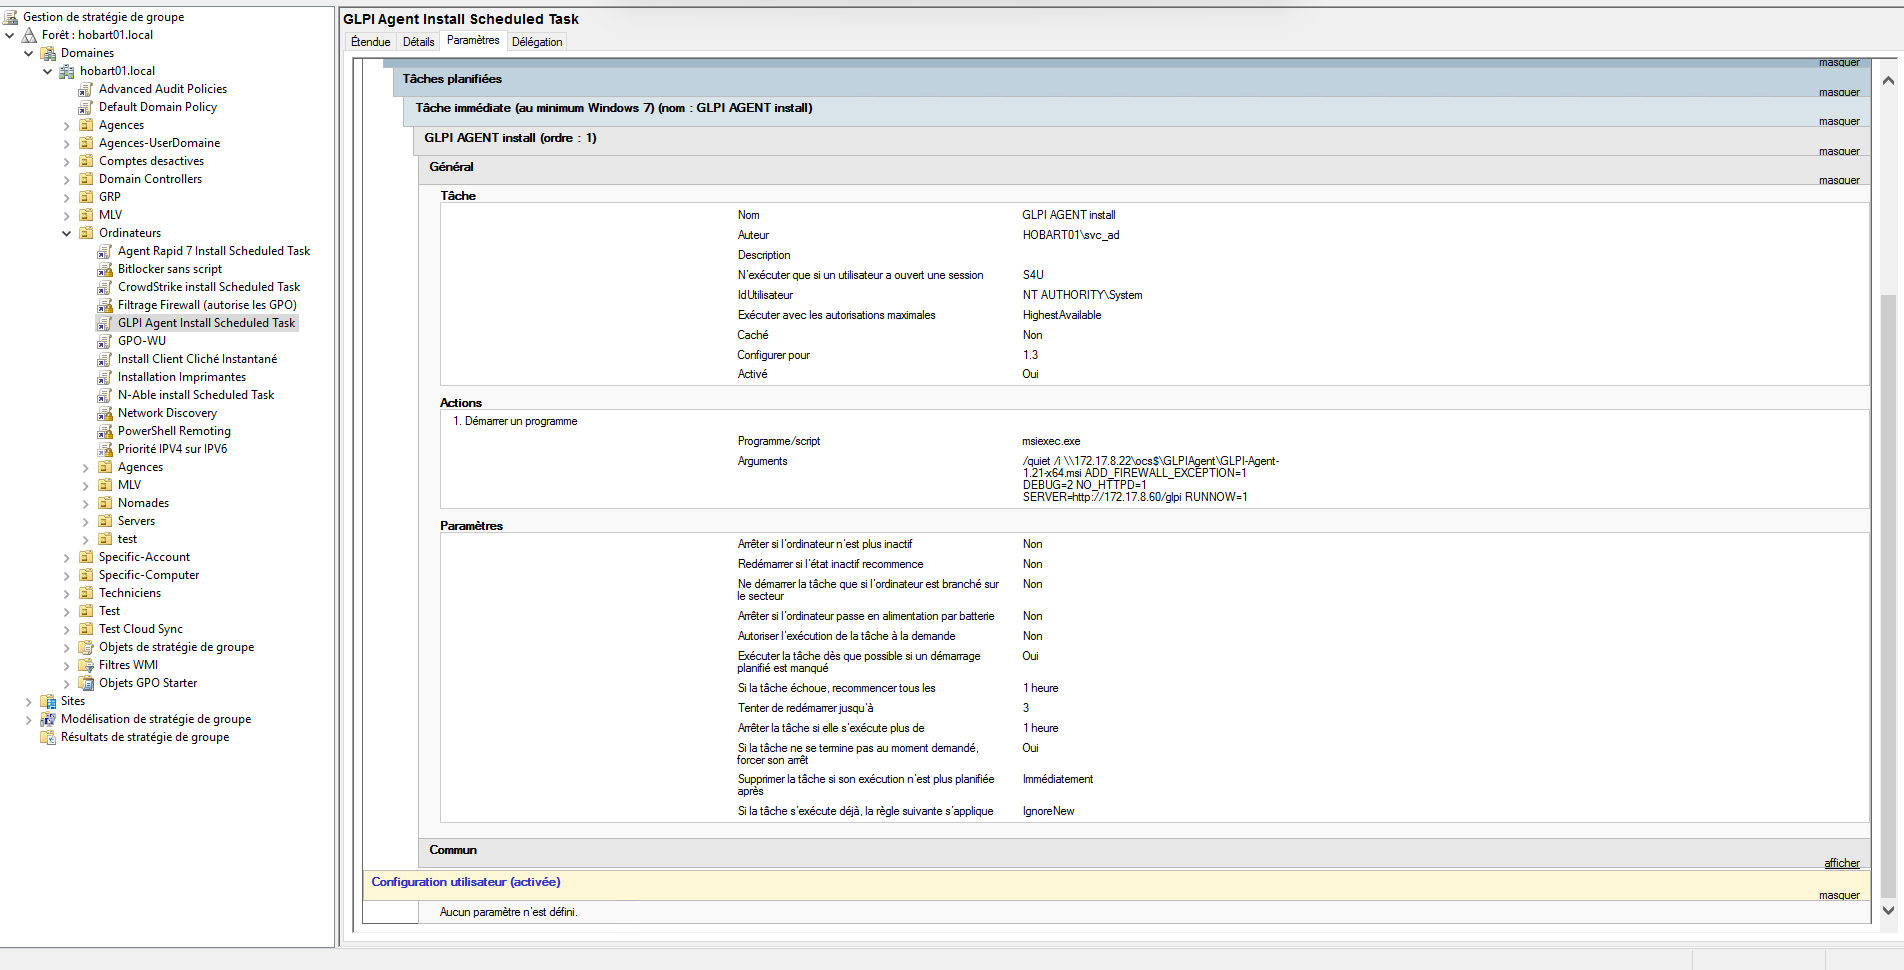 Gestion de stratégie de groupe
Forêt : hobart01.local
Domaines
hobart01.local
Advanced Audit Policies
Default Domain Policy
Agences
Agences-UserDomaine
Comptes desactives
Domain Controllers
GRP
MLV
Ordinateurs
Agent Rapid 7 Install Scheduled Task
Bitlocker sans script
CrowdStrike install Scheduled Task
Filtrage Firewall (autorise les GPO)
GLPI Agent Install Scheduled Task
GPO-WU
Install Client Cliché Instantané
Installation Imprimantes
N-Able install Scheduled Task
Network Discovery
PowerShell Remoting
Priorité IPV4 sur IPV6
Agences
MLV
Nomades
Servers
test
Specific-Account
Specific-Computer
Techniciens
Test
Test Cloud Sync
Objets de stratégie de groupe
Filtres WMI
Objets GPO Starter
Sites
Modélisation de stratégie de groupe
Résultats de stratégie de groupe
GLPI Agent Install Scheduled Task
Étendue Détails Paramètres Délégation
masquer
Tâches planifiées
masquer
Tâche immédiate (au minimum Windows 7) (nom : GLPI AGENT install)
masquer
GLPI AGENT install (ordre : 1)
masquer
Général
masquer
Tâche
Nom GLPI AGENT install
Auteur HOBART01\svc_ad
Description
N'exécuter que si un utilisateur a ouvert une session S4U
IdUtilisateur NT AUTHORITY\System
Exécuter avec les autorisations maximales HighestAvailable
Caché Non
Configurer pour 1.3
Activé Oui
Actions
1. Démarrer un programme
Programme/script msiexec.exe
Arguments /quiet /i \\172.17.8.22\ocs$\GLPIAgent\GLPI-Agent-
1.21-x64.msi ADD_FIREWALL_EXCEPTION=1
DEBUG=2 NO_HTTPD=1
SERVER=http://172.17.8.60/glpi RUNNOW=1
Paramètres
Arrêter si l'ordinateur n'est plus inactif Non
Redémarrer si l'état inactif recommence Non
Ne démarrer la tâche que si l'ordinateur est branché sur Non
le secteur
Arrêter si l'ordinateur passe en alimentation par batterie Non
Autoriser l'exécution de la tâche à la demande Non
Exécuter la tâche dès que possible si un démarrage Oui
planifié est manqué
Si la tâche échoue, recommencer tous les 1 heure
Tenter de redémarrer jusqu'à 3
Arrêter la tâche si elle s'exécute plus de 1 heure
Si la tâche ne se termine pas au moment demandé, Oui
forcer son arrêt
Supprimer la tâche si son exécution n'est plus planifiée Immédiatement
après
Si la tâche s'exécute déjà, la règle suivante s'applique IgnoreNew
Commun
afficher
Configuration utilisateur (activée)
masquer
Aucun paramètre n'est défini.